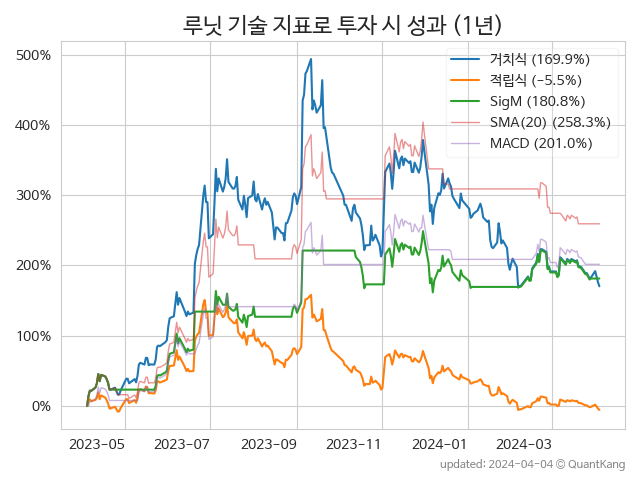 루닛 기술 지표로 투자 시 성과 (1년)
500%
400%
300%
200%
100%
0%
거치식 (169.9%)
적립식 (−5.5%)
SigM (180.8%)
SMA(20) (258.3%)
MACD (201.0%)
2023-05
2023-07
2023-09
2023-11
2024-01
2024-03
updated: 2024-04-04 @ QuantKang